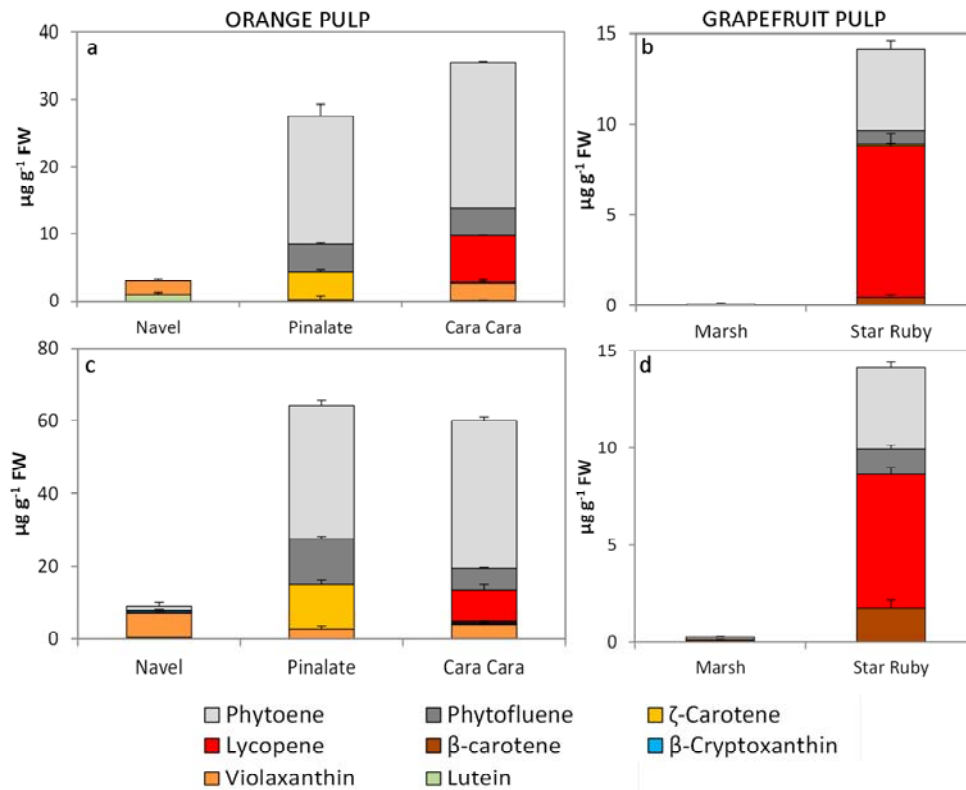 ORANGE PULP
GRAPEFRUIT PULP
a
40
30
20
10
0
µg g⁻¹ FW
Navel Pinalate Cara Cara
b
15
10
5
0
µg g⁻¹ FW
Marsh Star Ruby
c
80
60
40
20
0
µg g⁻¹ FW
Navel Pinalate Cara Cara
d
15
10
5
0
µg g⁻¹ FW
Marsh Star Ruby
Phytoene Phytofluene ζ-Carotene
Lycopene β-carotene β-Cryptoxanthin
Violaxanthin Lutein